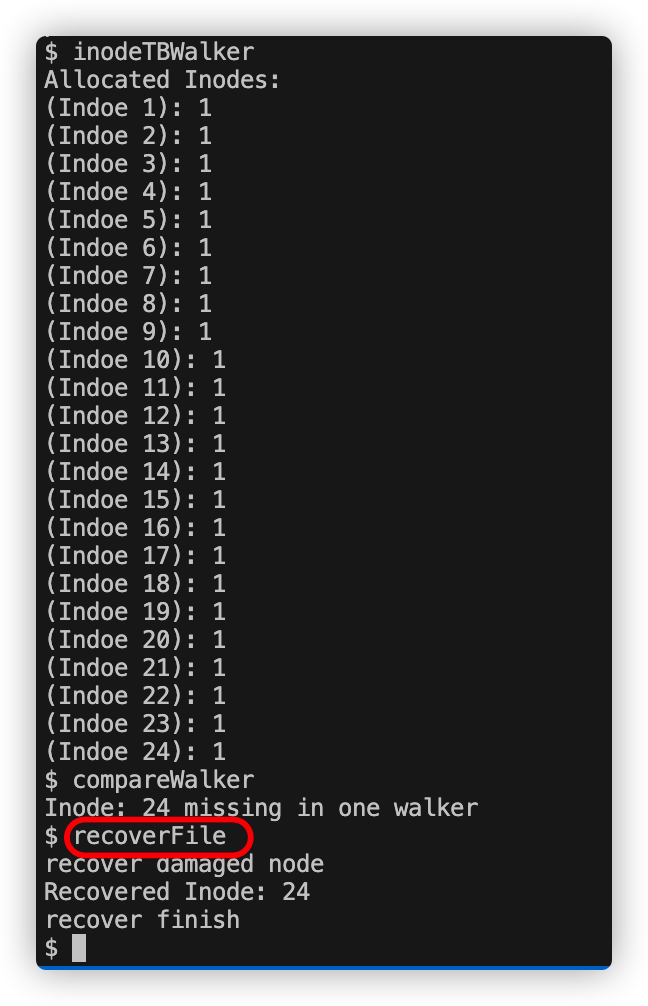 $ inodeTBWalker
Allocated Inodes:
(Indoe 1): 1
(Indoe 2): 1
(Indoe 3): 1
(Indoe 4): 1
(Indoe 5): 1
(Indoe 6): 1
(Indoe 7): 1
(Indoe 8): 1
(Indoe 9): 1
(Indoe 10): 1
(Indoe 11): 1
(Indoe 12): 1
(Indoe 13): 1
(Indoe 14): 1
(Indoe 15): 1
(Indoe 16): 1
(Indoe 17): 1
(Indoe 18): 1
(Indoe 19): 1
(Indoe 20): 1
(Indoe 21): 1
(Indoe 22): 1
(Indoe 23): 1
(Indoe 24): 1
$ compareWalker
Inode: 24 missing in one walker
$ recoverFile
recover damaged node
Recovered Inode: 24
recover finish
$